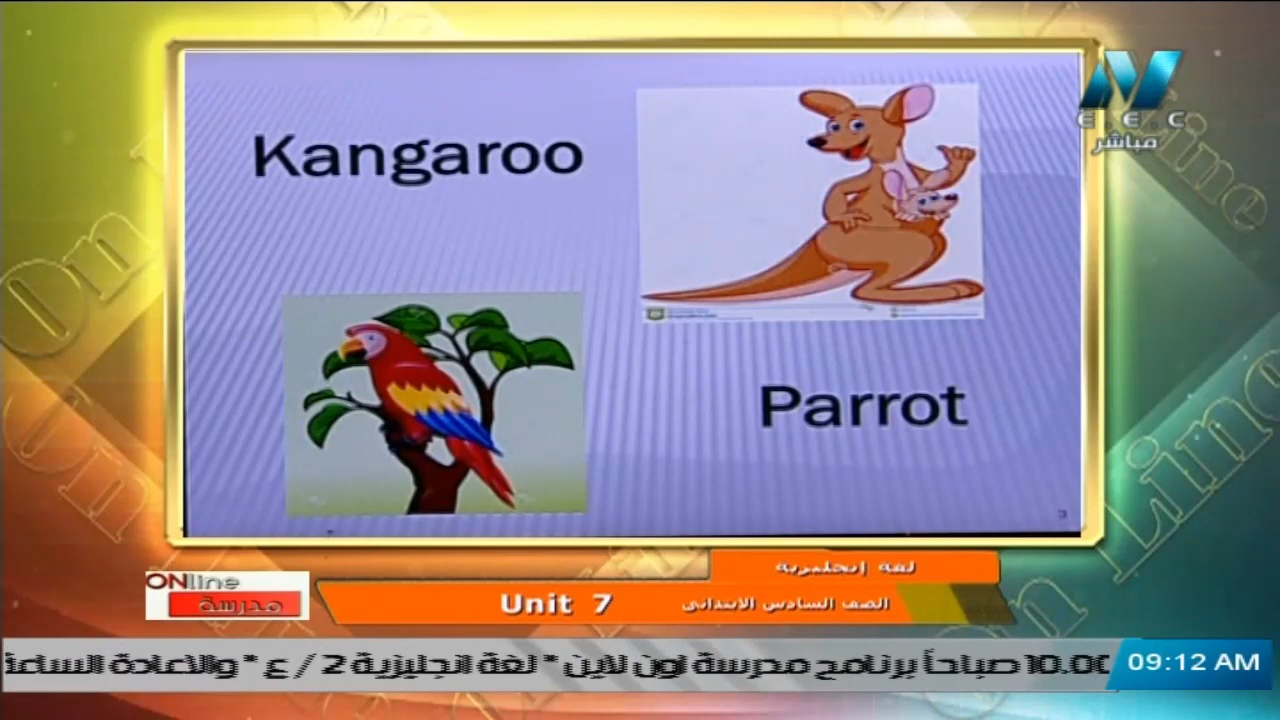 E.E.C
مباشر
Kangaroo
Parrot
3
لغة إنجليزية
ONline
مدرسة
Unit 7
الصف السادس الابتدائى
10.00 صباحاً برنامج مدرسة اون لاين " لغة انجليزية 2 / ع " والاعادة الساعة
09:12 AM